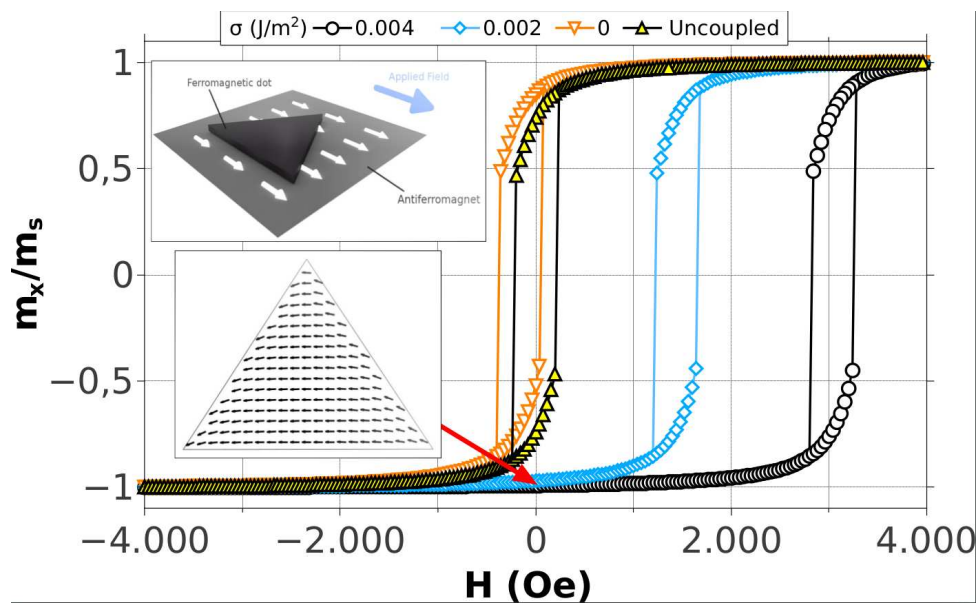 σ (J/m²) 0.004 0.002 0 Uncoupled
Ferromagnetic dot
Applied Field
Antiferromagnet
1
0,5
0
−0,5
−1
mx/ms
−4.000 −2.000 0 2.000 4.000
H (Oe)